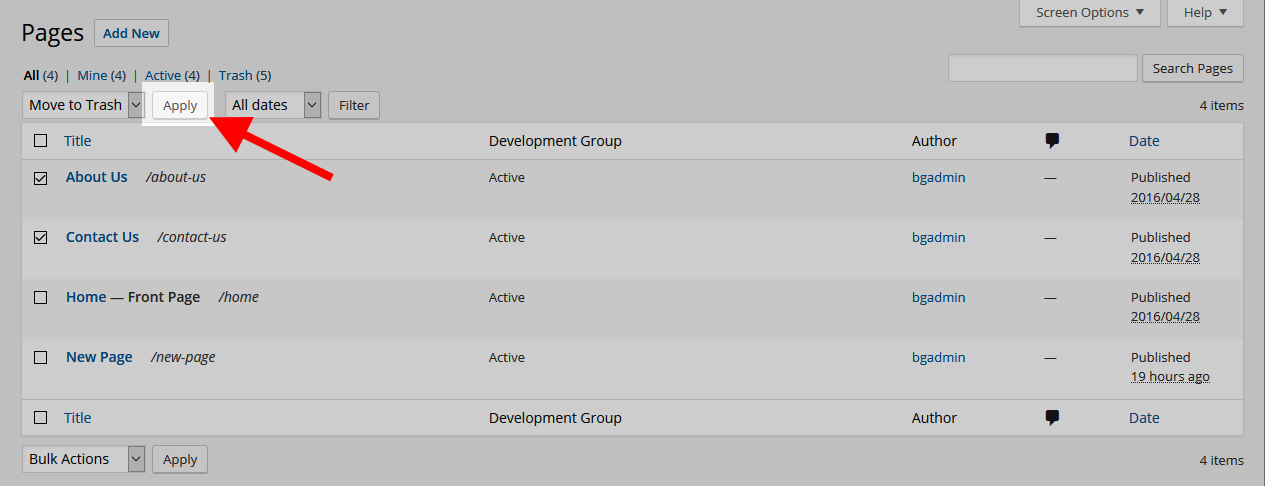 Screen Options Help
Pages Add New
All (4) | Mine (4) | Active (4) | Trash (5)
Search Pages
Move to Trash Apply All dates Filter
4 items
Title Development Group Author Date
About Us /about-us Active bgadmin — Published
2016/04/28
Contact Us /contact-us Active bgadmin — Published
2016/04/28
Home — Front Page /home Active bgadmin — Published
2016/04/28
New Page /new-page Active bgadmin — Published
19 hours ago
Title Development Group Author Date
Bulk Actions Apply
4 items